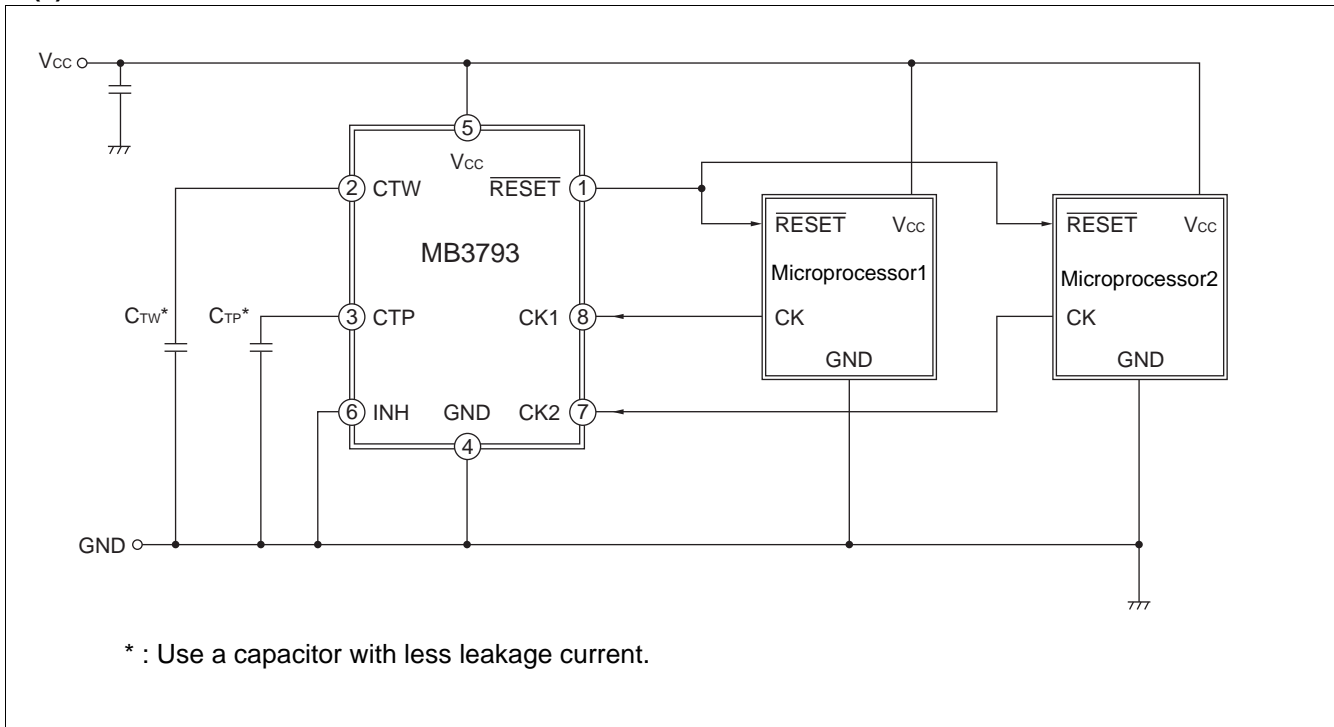 Vcc
5
Vcc
2 CTW
RESET 1
MB3793
RESET Vcc
Microprocessor1
CK
GND
RESET Vcc
Microprocessor2
CK
GND
CTW*
CTP*
3 CTP
CK1 8
6 INH
GND
CK2 7
4
GND
* : Use a capacitor with less leakage current.